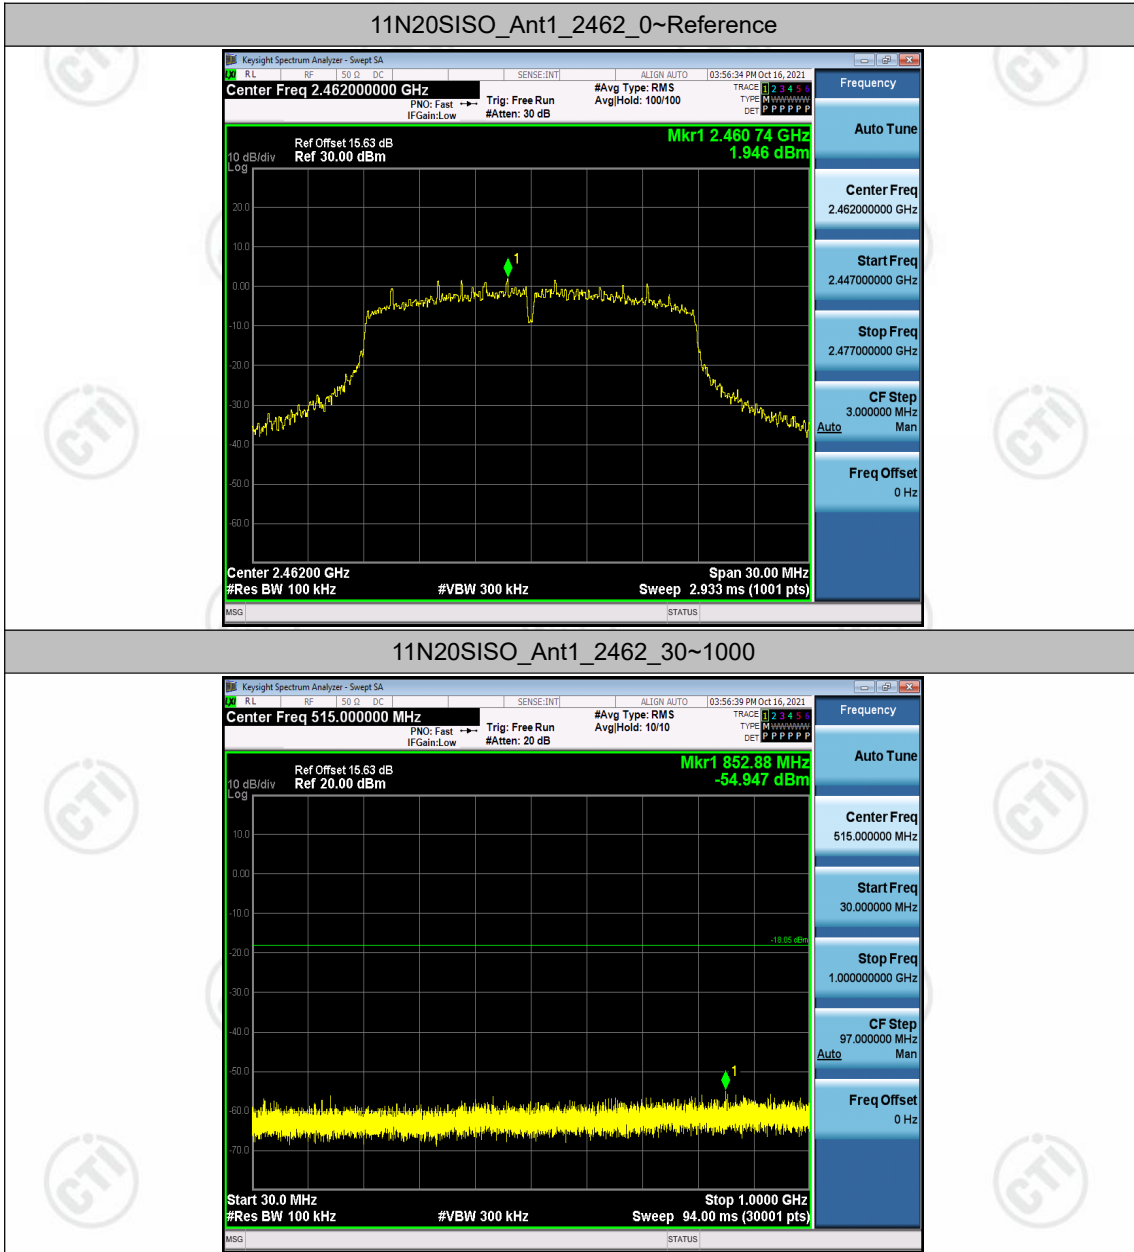 11N20SISO_Ant1_2462_0~Reference
Keysight Spectrum Analyzer - Swept SA
LXI RL RF 50 Ω DC SENSE:INT ALIGN AUTO 03:56:34 PM Oct 16, 2021
Center Freq 2.462000000 GHz #Avg Type: RMS TRACE 1 2 3 4 5 6
PNO: Fast Trig: Free Run Avg|Hold: 100/100 TYPE M WWWWW
IFGain:Low #Atten: 30 dB DET P P P P P P
Frequency
Auto Tune
Center Freq
2.462000000 GHz
Start Freq
2.447000000 GHz
Stop Freq
2.477000000 GHz
CF Step
3.000000 MHz
Auto Man
Freq Offset
0 Hz
Mkr1 2.460 74 GHz
1.946 dBm
Ref Offset 15.63 dB
10 dB/div Ref 30.00 dBm
Log
20.0
10.0
1
0.00
-10.0
-20.0
-30.0
-40.0
-50.0
-60.0
Center 2.46200 GHz Span 30.00 MHz
#Res BW 100 kHz #VBW 300 kHz Sweep 2.933 ms (1001 pts)
MSG STATUS
11N20SISO_Ant1_2462_30~1000
Keysight Spectrum Analyzer - Swept SA
LXI RL RF 50 Ω DC SENSE:INT ALIGN AUTO 03:56:39 PM Oct 16, 2021
Center Freq 515.000000 MHz #Avg Type: RMS TRACE 1 2 3 4 5 6
PNO: Fast Trig: Free Run Avg|Hold: 10/10 TYPE M WWWWW
IFGain:Low #Atten: 20 dB DET P P P P P P
Frequency
Auto Tune
Center Freq
515.000000 MHz
Start Freq
30.000000 MHz
Stop Freq
1.000000000 GHz
CF Step
97.000000 MHz
Auto Man
Freq Offset
0 Hz
Mkr1 852.88 MHz
-54.947 dBm
Ref Offset 15.63 dB
10 dB/div Ref 20.00 dBm
Log
10.0
0.00
-10.0
-18.05 dBm
-20.0
-30.0
-40.0
-50.0
1
-60.0
-70.0
Start 30.0 MHz Stop 1.0000 GHz
#Res BW 100 kHz #VBW 300 kHz Sweep 94.00 ms (30001 pts)
MSG STATUS
CTI
CTI
CTI
CTI
CTI
CTI
CTI